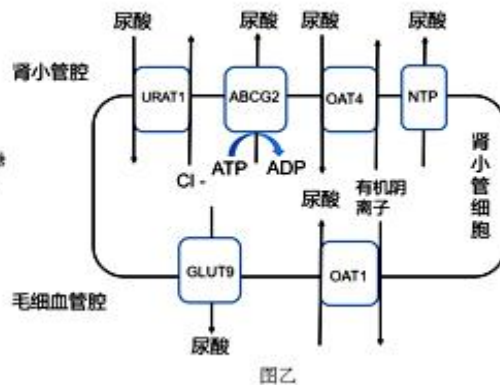 尿酸 尿酸 尿酸 尿酸
肾小管腔
URAT1 ABCG2 OAT4 NTP
Cl - ATP ADP
尿酸 有机阴
离子
肾小管细胞
GLUT9 OAT1
毛细血管腔
尿酸
图乙